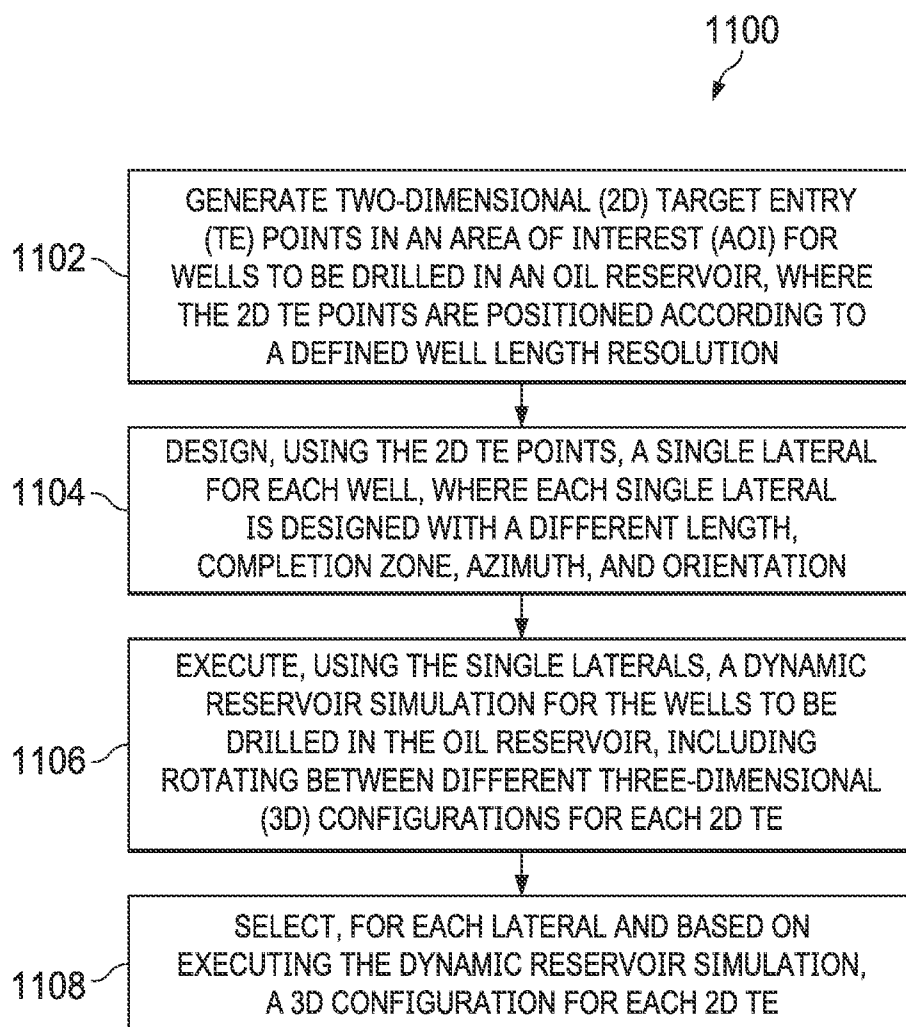 1100
GENERATE TWO-DIMENSIONAL (2D) TARGET ENTRY
(TE) POINTS IN AN AREA OF INTEREST (AOI) FOR
WELLS TO BE DRILLED IN AN OIL RESERVOIR, WHERE
THE 2D TE POINTS ARE POSITIONED ACCORDING TO
A DEFINED WELL LENGTH RESOLUTION
1102
DESIGN, USING THE 2D TE POINTS, A SINGLE LATERAL
FOR EACH WELL, WHERE EACH SINGLE LATERAL
IS DESIGNED WITH A DIFFERENT LENGTH,
COMPLETION ZONE, AZIMUTH, AND ORIENTATION
1104
EXECUTE, USING THE SINGLE LATERALS, A DYNAMIC
RESERVOIR SIMULATION FOR THE WELLS TO BE
DRILLED IN THE OIL RESERVOIR, INCLUDING
ROTATING BETWEEN DIFFERENT THREE-DIMENSIONAL
(3D) CONFIGURATIONS FOR EACH 2D TE
1106
SELECT, FOR EACH LATERAL AND BASED ON
EXECUTING THE DYNAMIC RESERVOIR SIMULATION,
A 3D CONFIGURATION FOR EACH 2D TE
1108